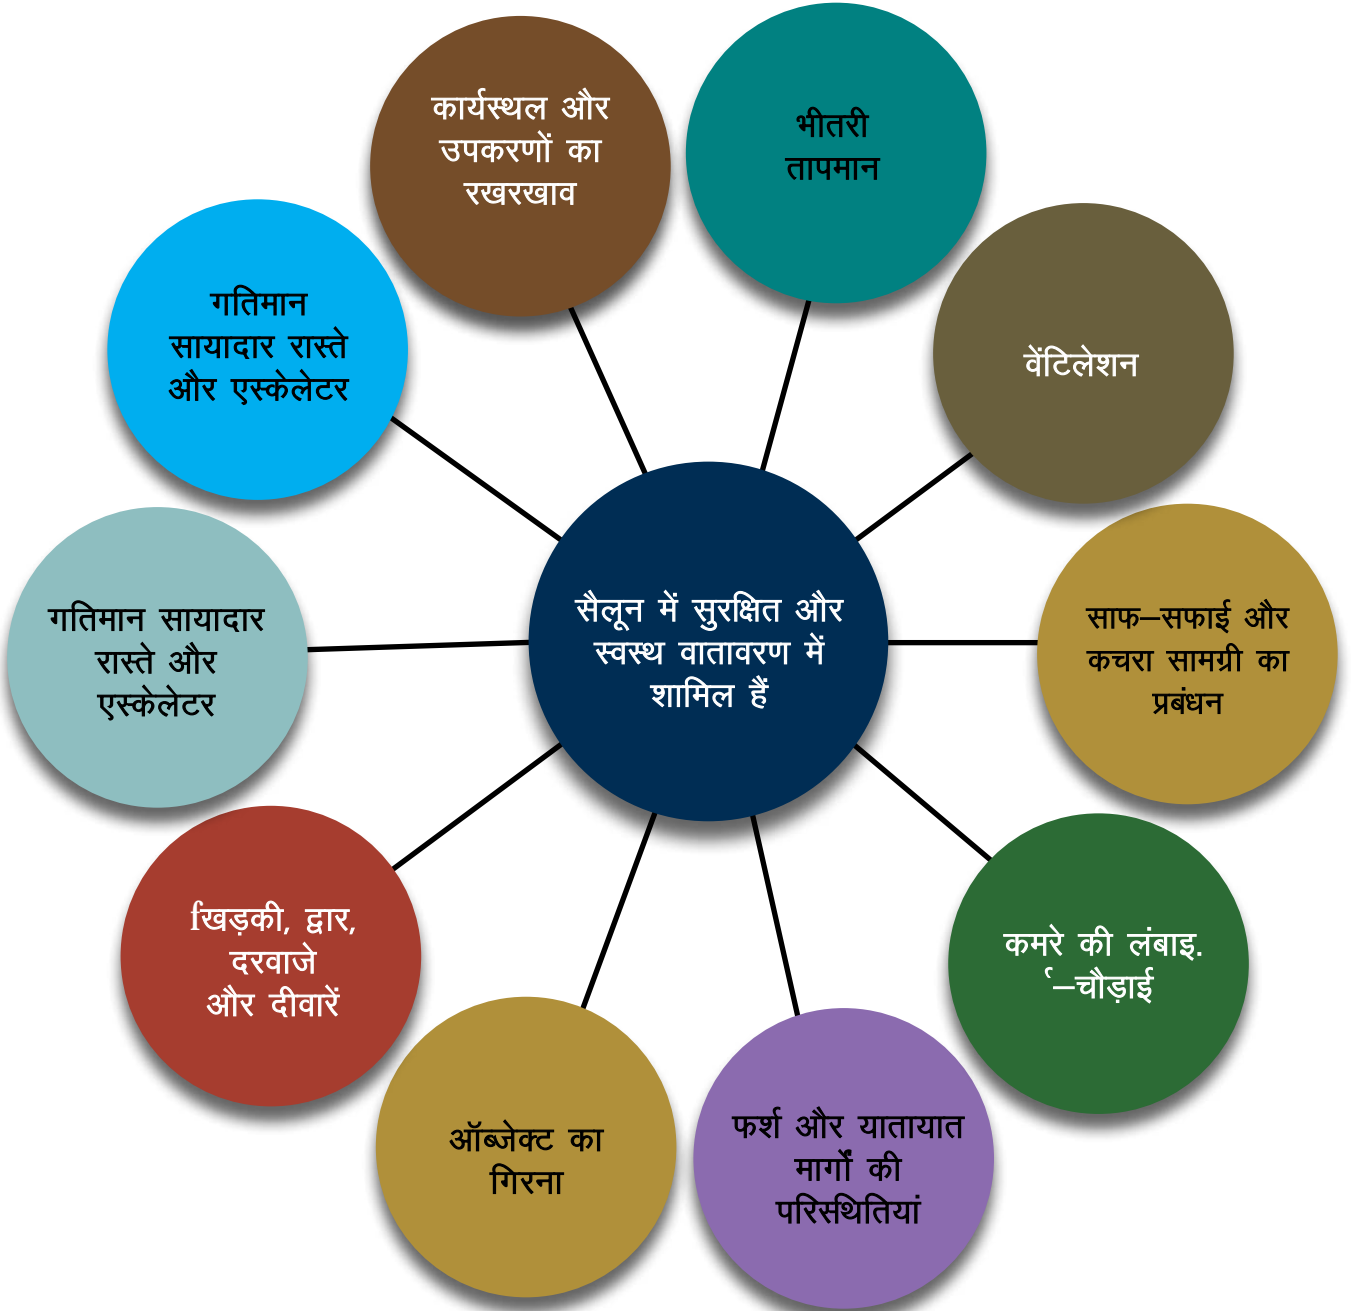 कार्यस्थल और
उपकरणों का
रखरखाव
भीतरी
तापमान
वेंटिलेशन
गतिमान
सायादार रास्ते
और एस्केलेटर
सैलून में सुरक्षित और
स्वस्थ वातावरण में
शामिल हैं
साफ–सफाई और
कचरा सामग्री का
प्रबंधन
गतिमान सायादार
रास्ते और
एस्केलेटर
खिड़की, द्वार,
दरवाजे
और दीवारें
कमरे की लंबाइ.
–चौड़ाई
ऑब्जेक्ट का
गिरना
फर्श और यातायात
मार्गों की
परिस्थितियां